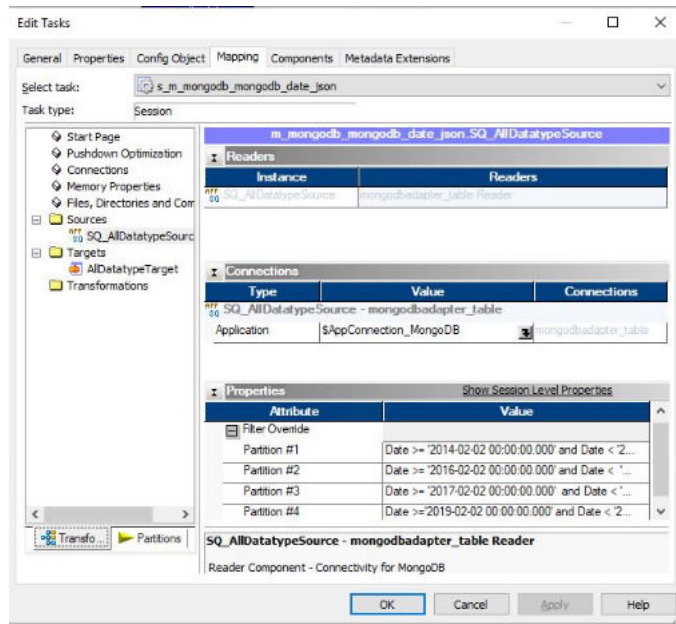 Edit Tasks
General Properties Config Object Mapping Components Metadata Extensions
Select task: s_m_mongodb_mongodb_date_json
Task type: Session
Start Page
Pushdown Optimization
Connections
Memory Properties
Files, Directories and Com
Sources
SQ_AllDatatypeSourc
Targets
AllDatatypeTarget
Transformations
Transfo... Partitions
m_mongodb_mongodb_date_json.SQ_AllDatatypeSource
Readers
Instance Readers
SQ_AllDatatypeSource mongodbadapter_table Reader
Connections
Type Value Connections
SQ_AllDatatypeSource - mongodbadapter_table
Application $AppConnection_MongoDB mongodbadapter_table
Properties Show Session Level Properties
Attribute Value
Filter Override
Partition #1 Date >= '2014-02-02 00:00:00.000' and Date < '2...
Partition #2 Date >= '2016-02-02 00:00:00.000' and Date < '...
Partition #3 Date >= '2017-02-02 00:00:00.000' and Date < '...
Partition #4 Date >='2019-02-02 00:00:00.000' and Date < '2...
SQ_AllDatatypeSource - mongodbadapter_table Reader
Reader Component - Connectivity for MongoDB
OK Cancel Apply Help